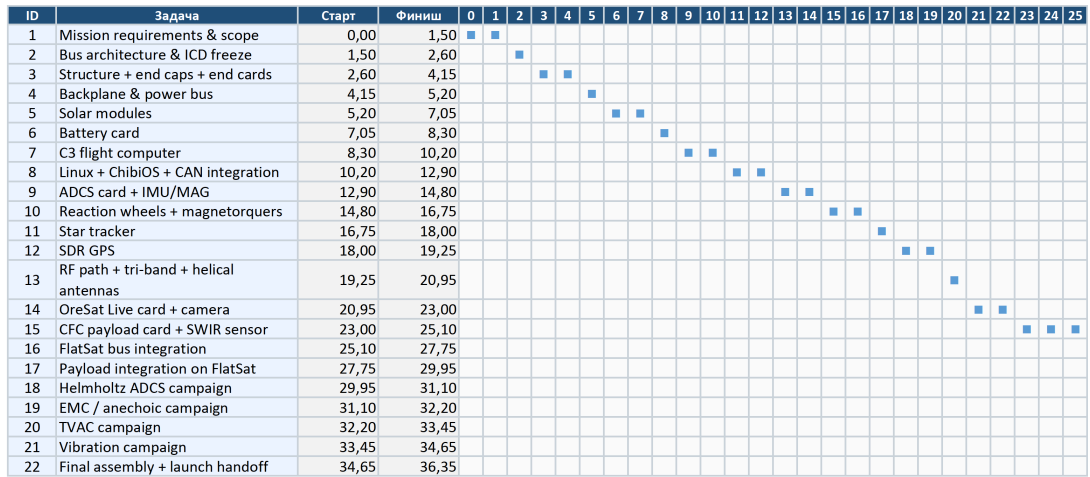 ID Задача Старт Финиш 0 1 2 3 4 5 6 7 8 9 10 11 12 13 14 15 16 17 18 19 20 21 22 23 24 25
1 Mission requirements & scope 0,00 1,50
2 Bus architecture & ICD freeze 1,50 2,60
3 Structure + end caps + end cards 2,60 4,15
4 Backplane & power bus 4,15 5,20
5 Solar modules 5,20 7,05
6 Battery card 7,05 8,30
7 C3 flight computer 8,30 10,20
8 Linux + ChibiOS + CAN integration 10,20 12,90
9 ADCS card + IMU/MAG 12,90 14,80
10 Reaction wheels + magnetorquers 14,80 16,75
11 Star tracker 16,75 18,00
12 SDR GPS 18,00 19,25
13 RF path + tri-band + helical
antennas 19,25 20,95
14 OreSat Live card + camera 20,95 23,00
15 CFC payload card + SWIR sensor 23,00 25,10
16 FlatSat bus integration 25,10 27,75
17 Payload integration on FlatSat 27,75 29,95
18 Helmholtz ADCS campaign 29,95 31,10
19 EMC / anechoic campaign 31,10 32,20
20 TVAC campaign 32,20 33,45
21 Vibration campaign 33,45 34,65
22 Final assembly + launch handoff 34,65 36,35